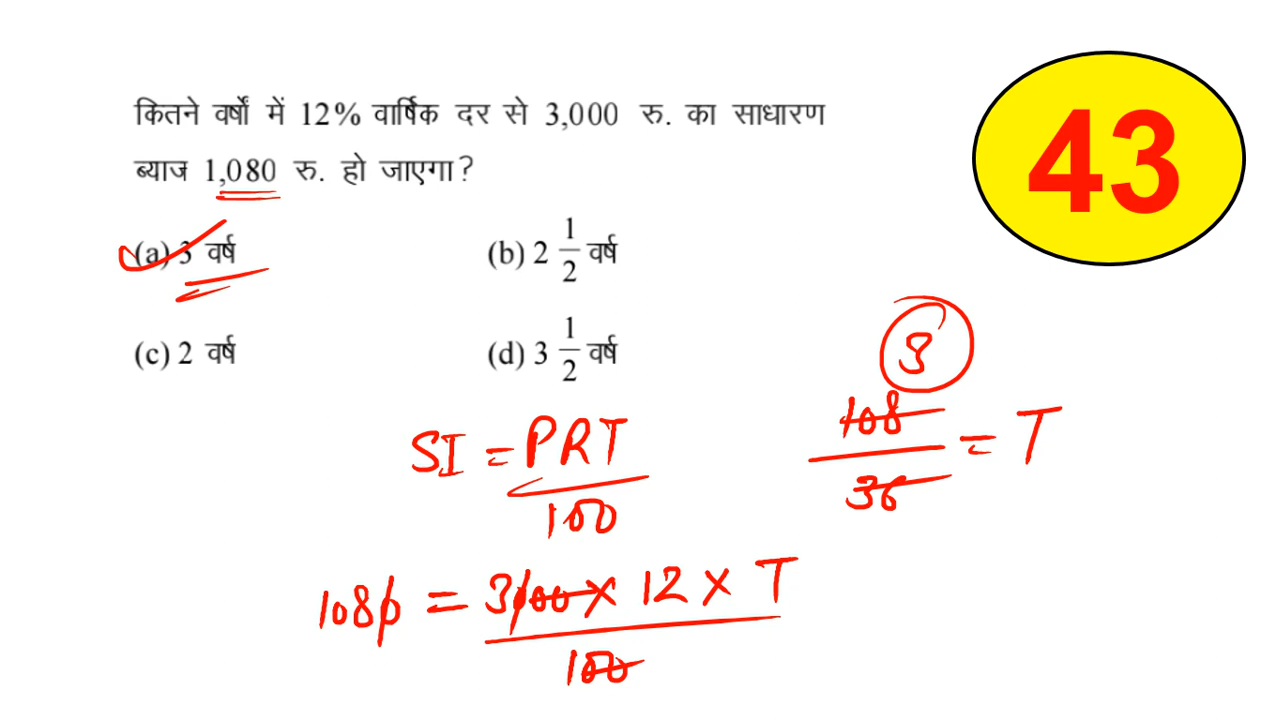 कितने वर्षों में 12% वार्षिक दर से 3,000 रु. का साधारण
ब्याज 1,080 रु. हो जाएगा?
(a) 3 वर्ष
(b) 2 1/2 वर्ष
(c) 2 वर्ष
(d) 3 1/2 वर्ष
43
SI = PRT/100
1080 = 3000 × 12 × T/100
3
108/36 = T